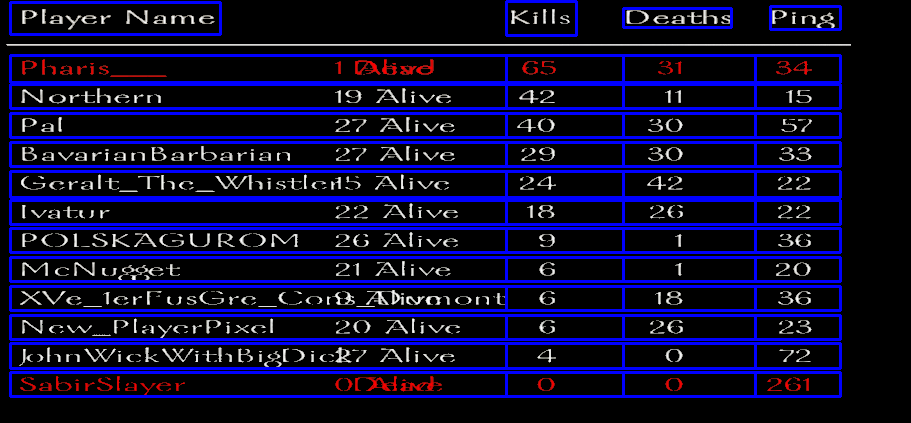 Player Name Kills Deaths Ping
Pharis____ 1 65 31 34
Northern 19 Alive 42 11 15
Pal 27 Alive 40 30 57
BavarianBarbarian 27 Alive 29 30 33
Geralt_The_Whistler 15 Alive 24 42 22
Ivatur 22 Alive 18 26 22
POLSKAGUROM 26 Alive 9 1 36
McNugget 21 Alive 6 1 20
6 18 36
New_PlayerPixel 20 Alive 6 26 23
JohnWickWithBigDick 27 Alive 4 0 72
SabirSlayer 0 0 0 261